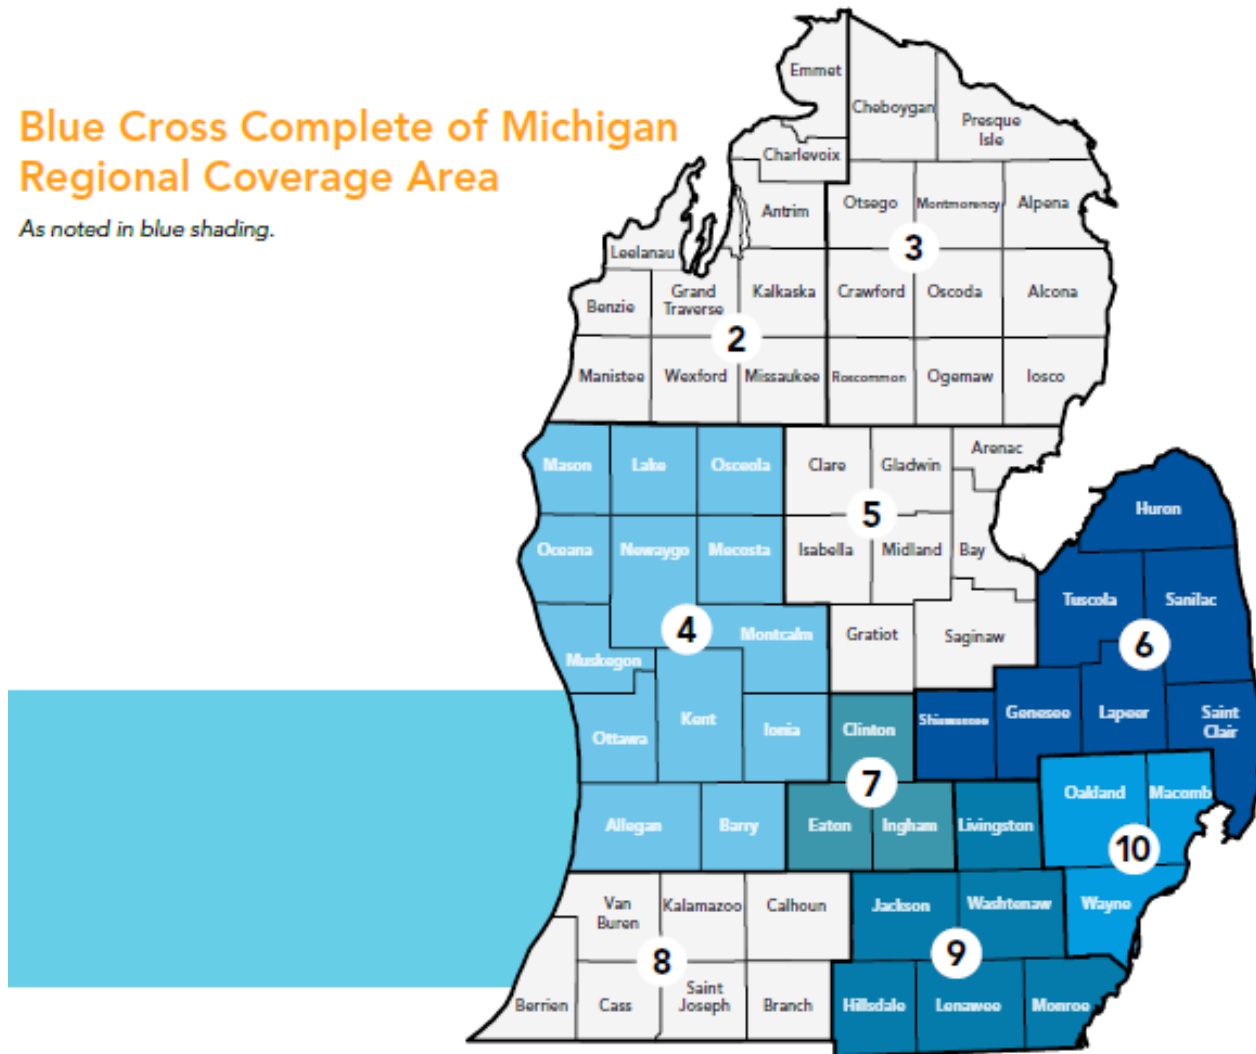 Blue Cross Complete of Michigan
Regional Coverage Area
As noted in blue shading.
Emmet
Cheboygan
Presque
Isle
Charlevoix
Antrim
Otsego
Montmorency
Alpena
3
Leelanau
Benzie
Grand
Traverse
Kalkaska
Crawford
Oscoda
Alcona
2
Manistee
Wexford
Missaukee
Roscommon
Ogemaw
Iosco
Mason
Lake
Osceola
Clare
Gladwin
Arenac
5
Oceana
Newaygo
Mecosta
Isabella
Midland
Bay
Huron
Tuscola
Sanilac
4
Montcalm
Gratiot
Saginaw
6
Muskegon
Ottawa
Kent
Ionia
Clinton
Shiawassee
Genesee
Lapeer
Saint
Clair
7
Allegan
Barry
Eaton
Ingham
Livingston
Oakland
Macomb
10
Van
Buren
Kalamazoo
Calhoun
Jackson
Washtenaw
Wayne
8
9
Berrien
Cass
Saint
Joseph
Branch
Hillsdale
Lenawee
Monroe